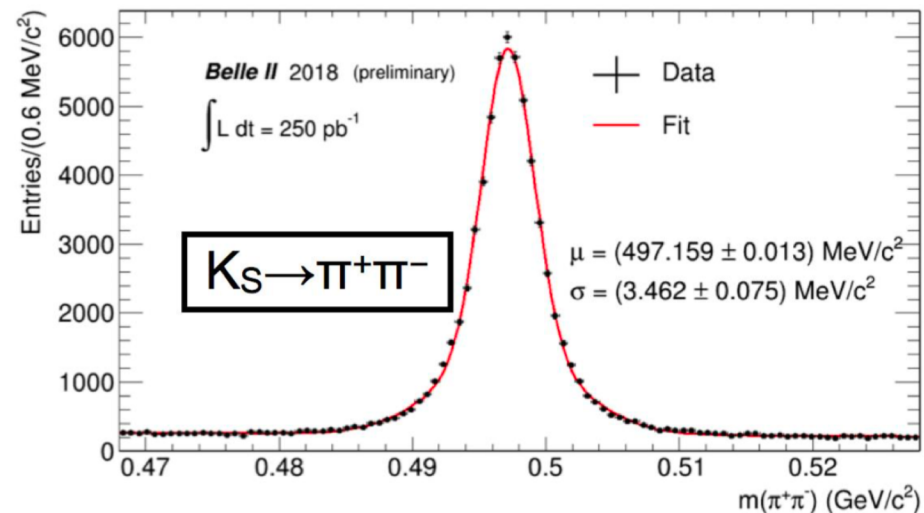 Entries/(0.6 MeV/c²)
6000
5000
4000
3000
2000
1000
0
Belle II 2018 (preliminary)
∫L dt = 250 pb⁻¹
Data
Fit
K_S→π⁺π⁻
μ = (497.159 ± 0.013) MeV/c²
σ = (3.462 ± 0.075) MeV/c²
0.47 0.48 0.49 0.5 0.51 0.52
m(π⁺π⁻) (GeV/c²)